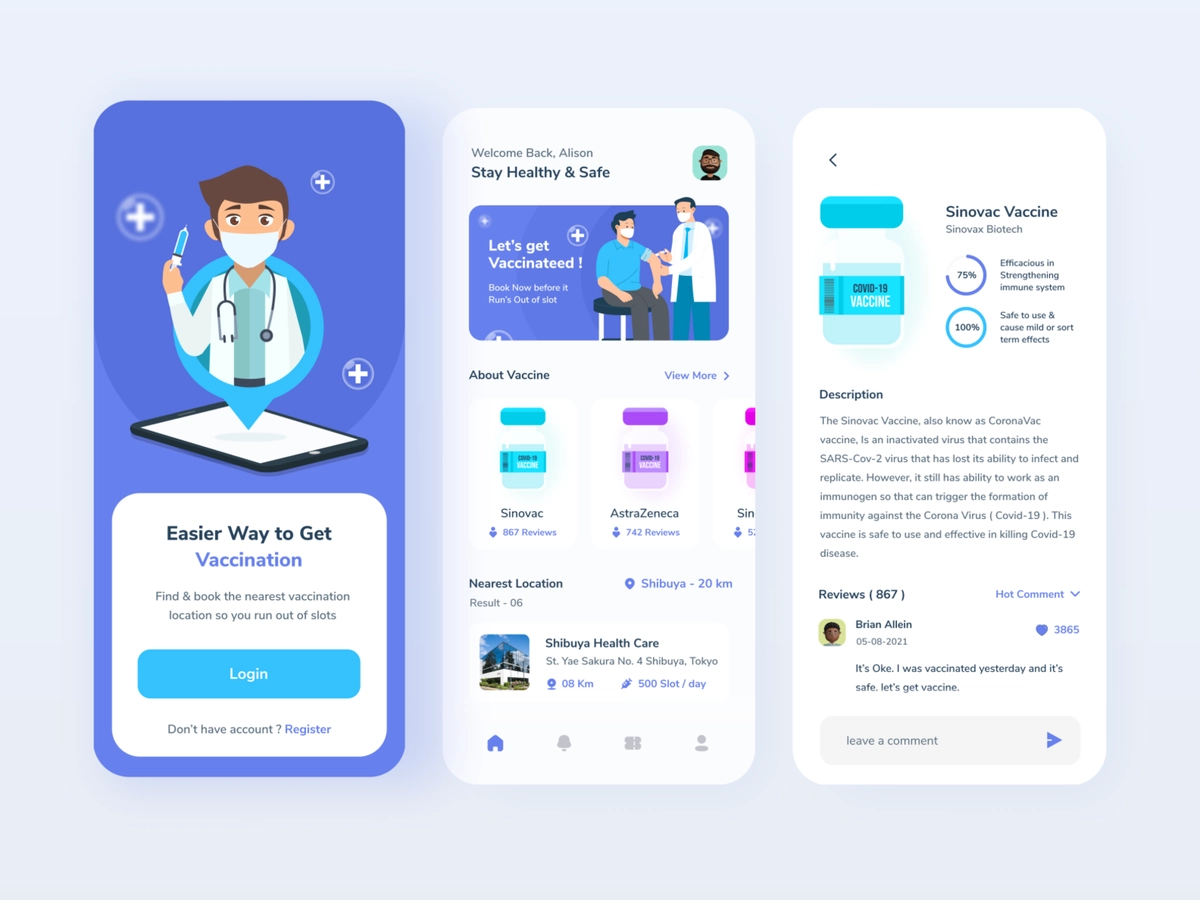 Easier Way to Get
Vaccination
Find & book the nearest vaccination
location so you run out of slots
Login
Don't have account ? Register
Welcome Back, Alison
Stay Healthy & Safe
Let's get
Vaccinateed !
Book Now before it
Run's Out of slot
About Vaccine
View More
COVID-19
VACCINE
Sinovac
867 Reviews
COVID-19
VACCINE
AstraZeneca
742 Reviews
Sin
52
Nearest Location
Shibuya - 20 km
Result - 06
Shibuya Health Care
St. Yae Sakura No. 4 Shibuya, Tokyo
08 Km
500 Slot / day
COVID-19
VACCINE
Sinovac Vaccine
Sinovax Biotech
75%
Efficacious in
Strengthening
immune system
100%
Safe to use &
cause mild or sort
term effects
Description
The Sinovac Vaccine, also know as CoronaVac
vaccine, Is an inactivated virus that contains the
SARS-Cov-2 virus that has lost its ability to infect and
replicate. However, it still has ability to work as an
immunogen so that can trigger the formation of
immunity against the Corona Virus ( Covid-19 ). This
vaccine is safe to use and effective in killing Covid-19
disease.
Reviews ( 867 )
Hot Comment
Brian Allein
05-08-2021
3865
It's Oke. I was vaccinated yesterday and it's
safe. let's get vaccine.
leave a comment